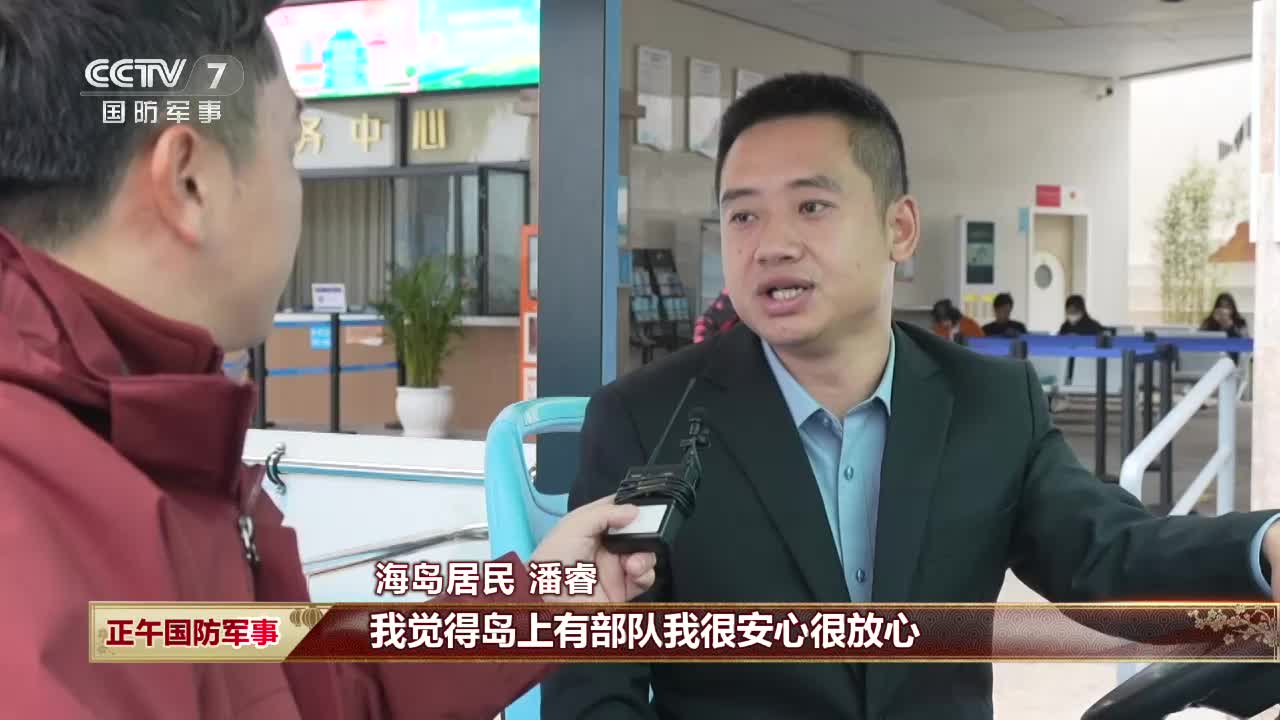 CCTV 7
国防军事
务中心
海岛居民 潘睿
正午国防军事
我觉得岛上有部队我很安心很放心